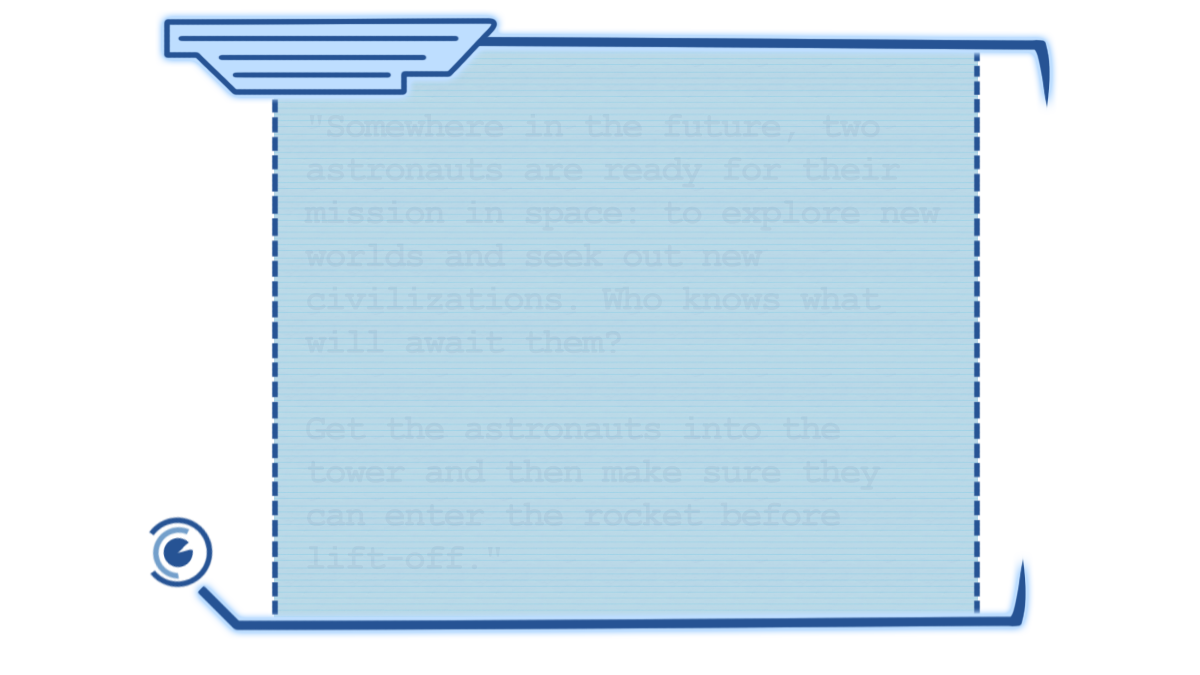 "Somewhere in the future, two
astronauts are ready for their
mission in space: to explore new
worlds and seek out new
civilizations. Who knows what
will await them?
Get the astronauts into the
tower and then make sure they
can enter the rocket before
lift-off."